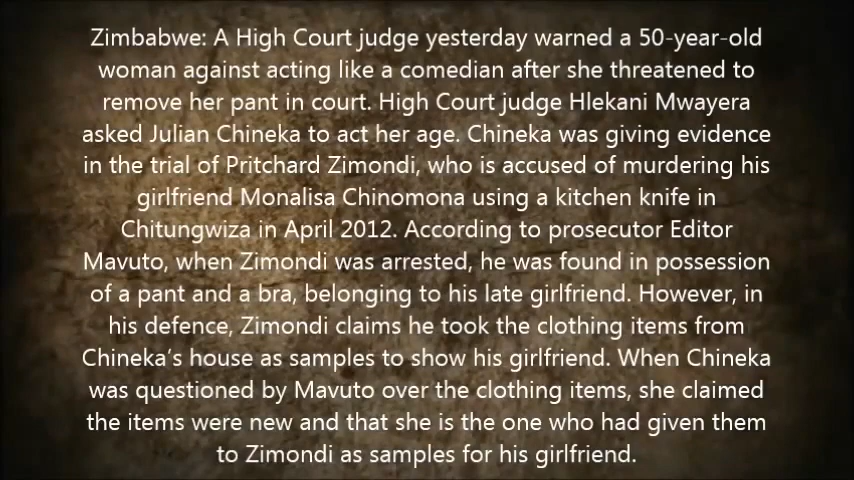 Zimbabwe: A High Court judge yesterday warned a 50-year-old
woman against acting like a comedian after she threatened to
remove her pant in court. High Court judge Hlekani Mwayera
asked Julian Chineka to act her age. Chineka was giving evidence
in the trial of Pritchard Zimondi, who is accused of murdering his
girlfriend Monalisa Chinomona using a kitchen knife in
Chitungwiza in April 2012. According to prosecutor Editor
Mavuto, when Zimondi was arrested, he was found in possession
of a pant and a bra, belonging to his late girlfriend. However, in
his defence, Zimondi claims he took the clothing items from
Chineka’s house as samples to show his girlfriend. When Chineka
was questioned by Mavuto over the clothing items, she claimed
the items were new and that she is the one who had given them
to Zimondi as samples for his girlfriend.